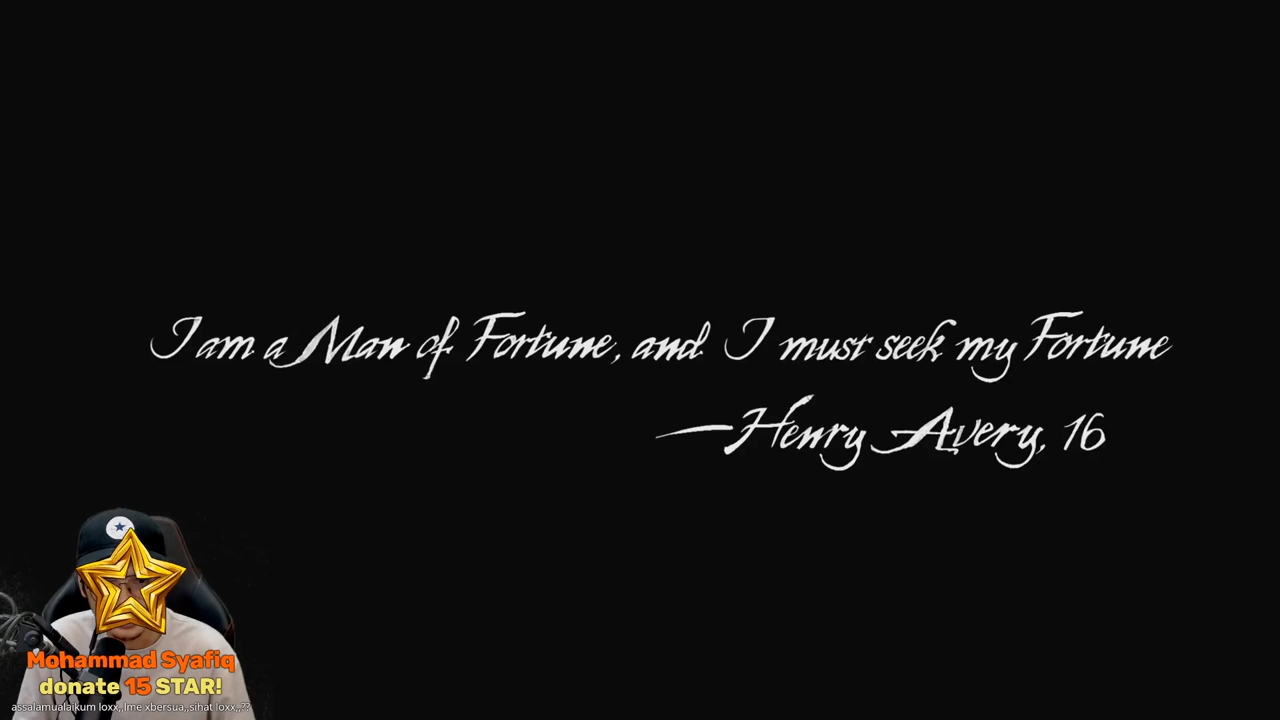 I am a Man of Fortune, and I must seek my Fortune
—Henry Avery, 16
Mohammad Syafiq
donate 15 STAR!
assalamualaikum loxx,,lme xbersua,,sihat loxx,,??